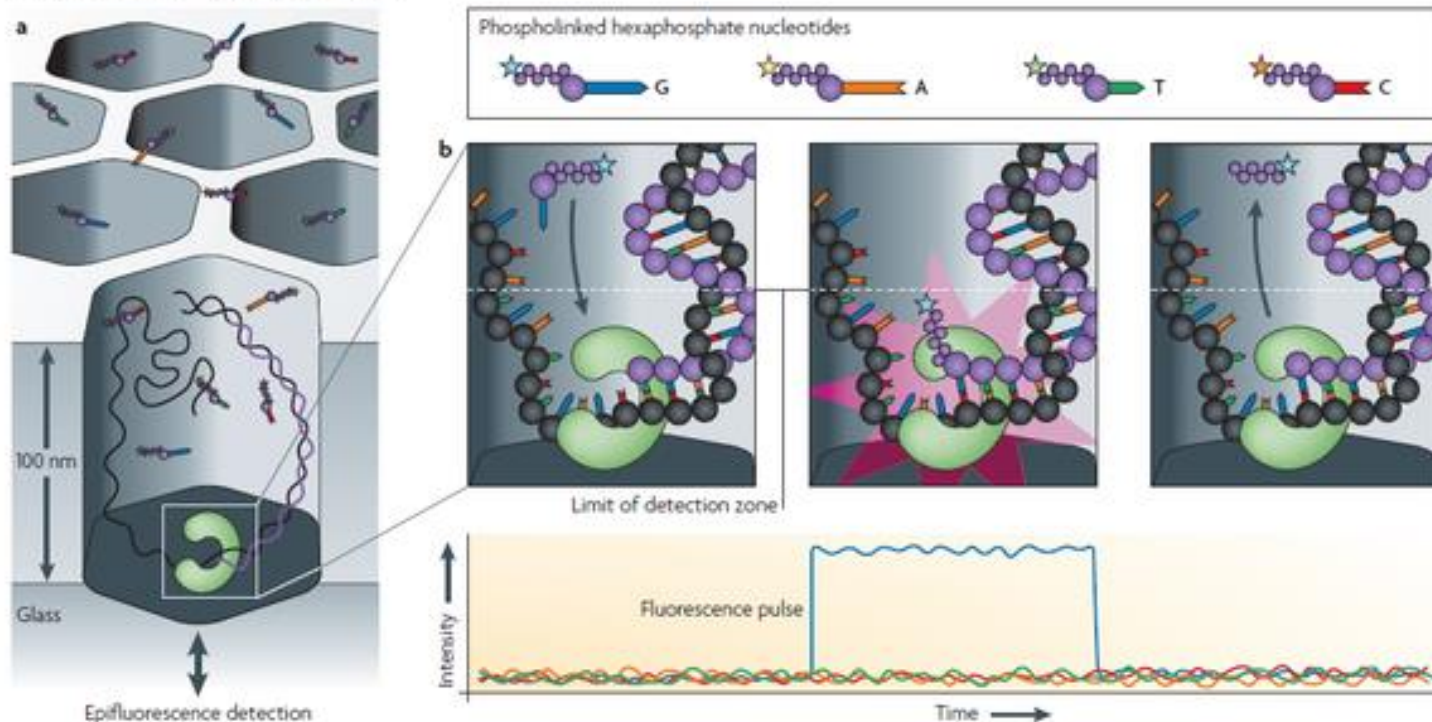 a
Phospholinked hexaphosphate nucleotides
G
A
T
C
b
100 nm
Limit of detection zone
Glass
Intensity
Fluorescence pulse
Epifluorescence detection
Time